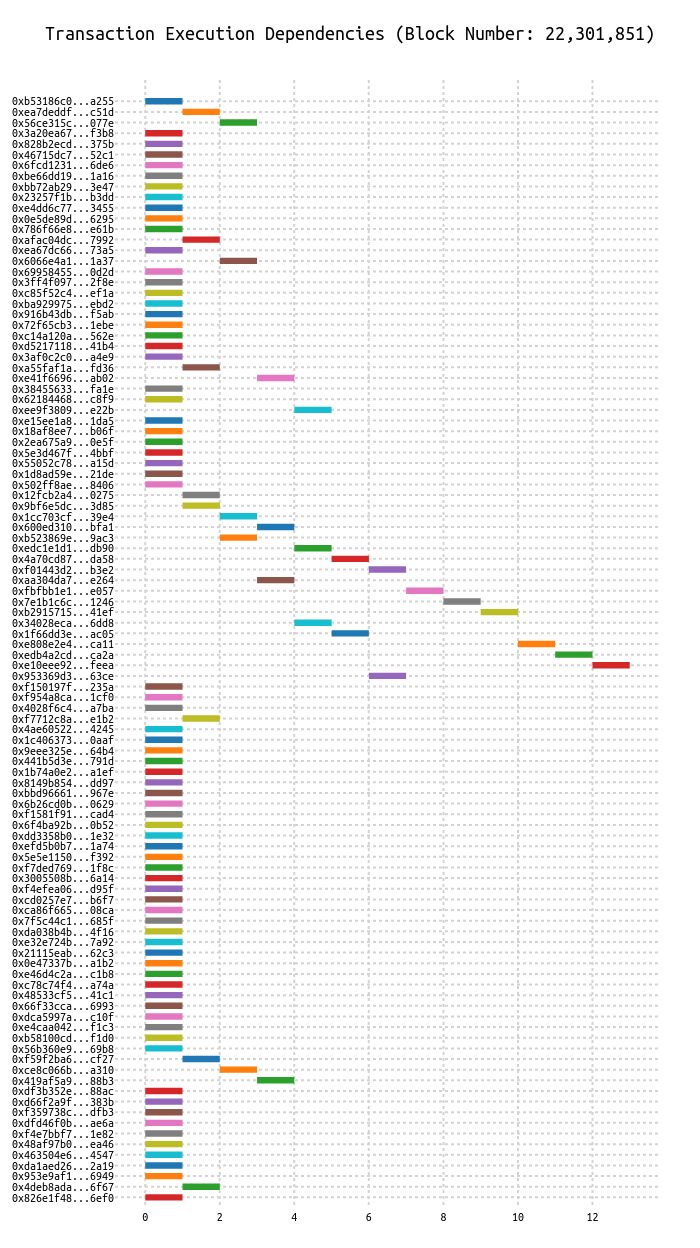 Transaction Execution Dependencies (Block Number: 22,301,851)
0xb53186c0...a255
0xea7deddf...c51d
0x56ce315c...077e
0x3a20ea67...f3b8
0x828b2ecd...375b
0x46715dc7...52c1
0x6fcd1231...6de6
0xbe66dd19...1a16
0xbb72ab29...3e47
0x23257f1b...b3dd
0xe4dd6c77...3455
0x0e5de89d...6295
0x786f66e8...e61b
0xafac04dc...7992
0xea67dc66...73a5
0x6066e4a1...1a37
0x69958455...0d2d
0x3ff4f097...2f8e
0xc85f52c4...ef1a
0xba929975...ebd2
0x916b43db...f5ab
0x72f65cb3...1ebe
0xc14a120a...562e
0xd5217118...41b4
0x3af0c2c0...a4e9
0xa55faf1a...fd36
0xe41f6696...ab02
0x38455633...fa1e
0x62184468...c8f9
0xee9f3809...e22b
0xe15ee1a8...1da5
0x18af8ee7...b06f
0x2ea675a9...0e5f
0x5e3d467f...4bbf
0x55052c78...a15d
0x1d8ad59e...21de
0x502ff8ae...8406
0x12fcb2a4...0275
0x9bf6e5dc...3d85
0x1cc703cf...39e4
0x600ed310...bfa1
0xb523869e...9ac3
0xedc1e1d1...db90
0x4a70cd87...da58
0xf01443d2...b3e2
0xaa304da7...e264
0xfbfbb1e1...e057
0x7e1b1c6c...1246
0xb2915715...41ef
0x34028eca...6dd8
0x1f66dd3e...ac05
0xe808e2e4...ca11
0xedb4a2cd...ca2a
0xe10eee92...feea
0x953369d3...63ce
0xf150197f...235a
0xf954a8ca...1cf0
0x4028f6c4...a7ba
0xf7712c8a...e1b2
0x4ae60522...4245
0x1c406373...0aaf
0x9eee325e...64b4
0x441b5d3e...791d
0x1b74a0e2...a1ef
0x8149b854...dd97
0xbbd96661...967e
0x6b26cd0b...0629
0xf1581f91...cad4
0x6f4ba92b...0b52
0xdd3358b0...1e32
0xefd5b0b7...1a74
0x5e5e1150...f392
0xf7ded769...1f8c
0x3005508b...6a14
0xf4efea06...d95f
0xcd0257e7...b6f7
0xca86f665...08ca
0x7f5c44c1...685f
0xda038b4b...4f16
0xe32e724b...7a92
0x21115eab...62c3
0x0e47337b...a1b2
0xe46d4c2a...c1b8
0xc78c74f4...a74a
0x48533cf5...41c1
0x66f33cca...6993
0xdca5997a...c10f
0xe4caa042...f1c3
0xb58100cd...f1d0
0x56b360e9...69b8
0xf59f2ba6...cf27
0xce8c066b...a310
0x419af5a9...88b3
0xdf3b352e...88ac
0xd66f2a9f...383b
0xf359738c...dfb3
0xdfd46f0b...ae6a
0xf4e7bbf7...1e82
0x48af97b0...ea46
0x463504e6...4547
0xda1aed26...2a19
0x953e9af1...6949
0x4deb8ada...6f67
0x826e1f48...6ef0
0 2 4 6 8 10 12